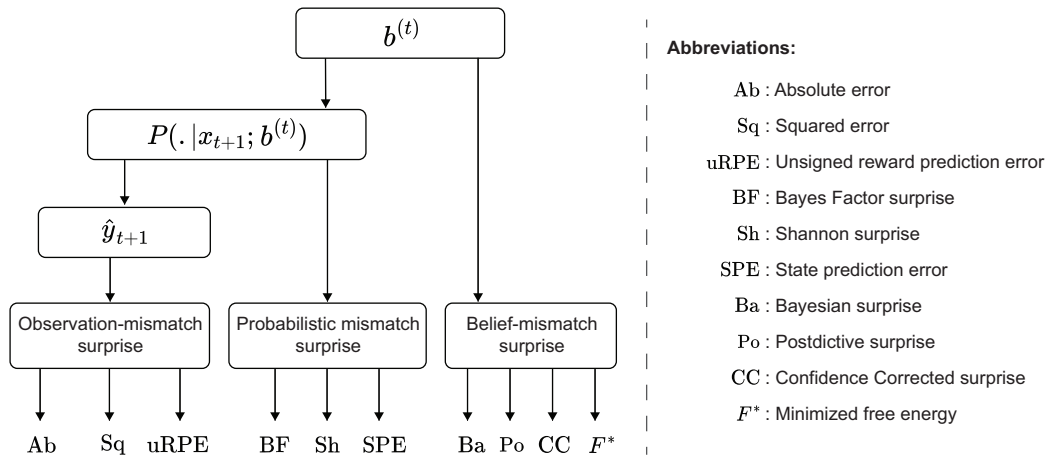 b^(t)
P(.|x_{t+1}; b^(t))
ŷ_{t+1}
Observation-mismatch
surprise
Probabilistic mismatch
surprise
Belief-mismatch
surprise
Ab Sq uRPE BF Sh SPE Ba Po CC F*
Abbreviations:
Ab : Absolute error
Sq : Squared error
uRPE : Unsigned reward prediction error
BF : Bayes Factor surprise
Sh : Shannon surprise
SPE : State prediction error
Ba : Bayesian surprise
Po : Postdictive surprise
CC : Confidence Corrected surprise
F* : Minimized free energy